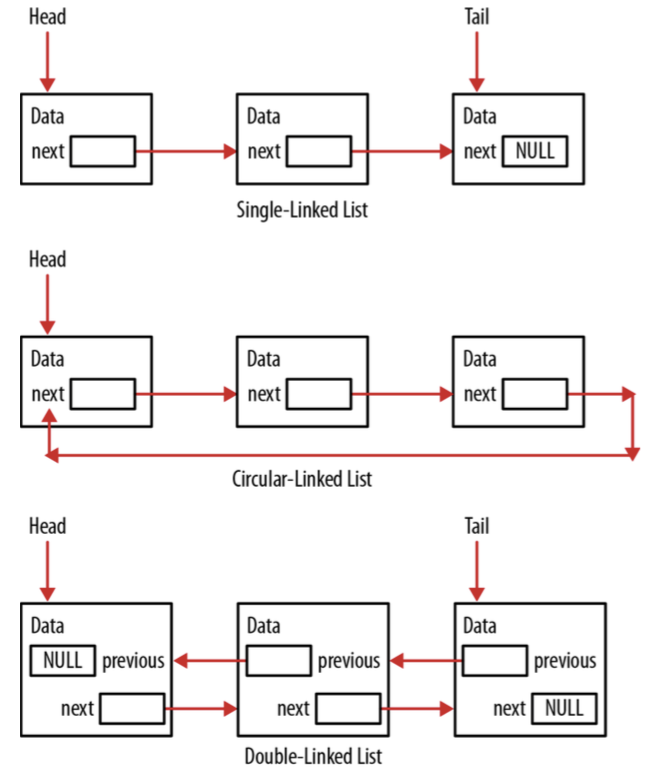 Head Tail
Data Data Data
next next next NULL
Single-Linked List
Head
Data Data Data
next next next
Circular-Linked List
Head Tail
Data Data Data
NULL previous previous previous
next next next NULL
Double-Linked List